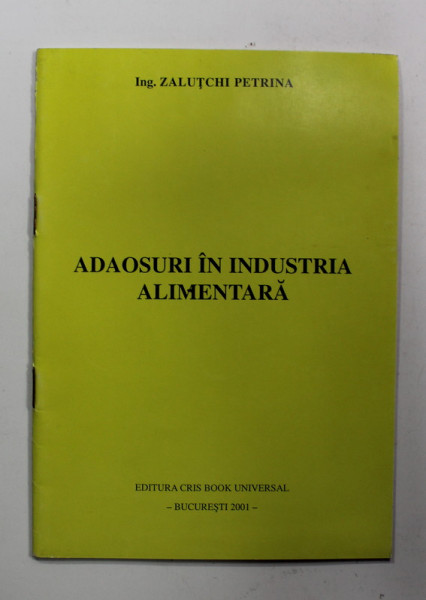 Ing. ZALUȚCHI PETRINA
ADAOSURI ÎN INDUSTRIA
ALIMENTARĂ
EDITURA CRIS BOOK UNIVERSAL
– BUCUREȘTI 2001 –